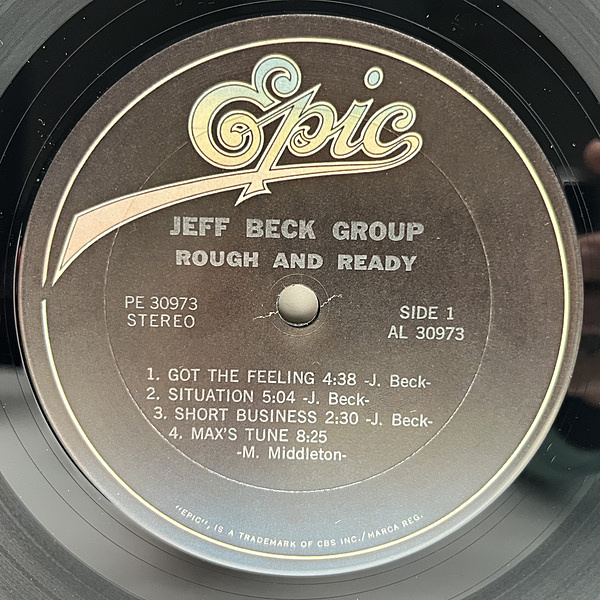 Epic
JEFF BECK GROUP
ROUGH AND READY
PE 30973
STEREO
SIDE 1
AL 30973
1. GOT THE FEELING 4:38 -J. Beck-
2. SITUATION 5:04 -J. Beck-
3. SHORT BUSINESS 2:30 -J. Beck-
4. MAX'S TUNE 8:25
-M. Middleton-
"EPIC", IS A TRADEMARK OF CBS INC./MARCA REG.